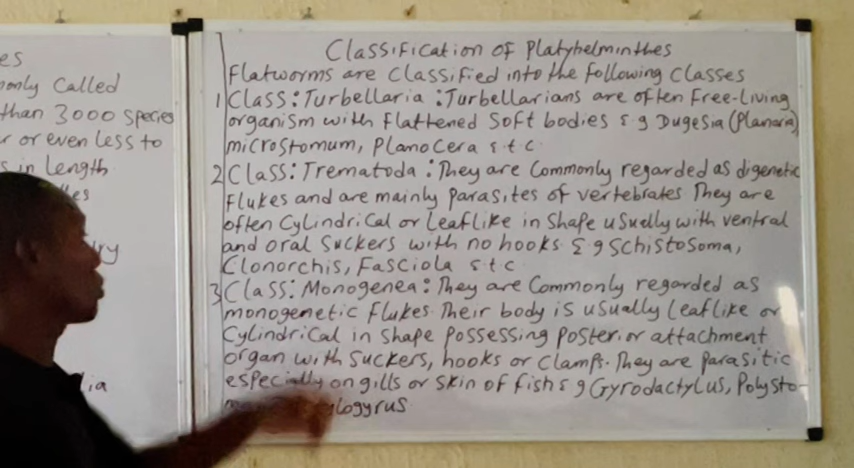 es
only Called
than 3000 species
r or even less to
s in Length
les
ry
lia
Classification of Platyhelminthes
Flatworms are Classified into the following Classes
1 Class: Turbellaria : Turbellarians are often Free-living
organism with flattened Soft bodies E.g Dugesia (Planaria)
microstomum, Planocera e.t.c.
2 Class: Trematoda : They are Commonly regarded as digenetic
flukes and are mainly Parasites of vertebrates They are
often Cylindrical or Leaflike in Shape usually with ventral
and oral Suckers with no hooks E g Schistosoma,
Clonorchis, Fasciola e.t.c
3 Class: Monogenea : They are Commonly regarded as
monogenetic flukes. Their body is usually Leaflike or
Cylindrical in shape Possessing Poster.or attachment
organ with Suckers, hooks or Clamps. They are Parasitic
especially on gills or skin of fish E g Gyrodactylus, Polysto-
logyrus